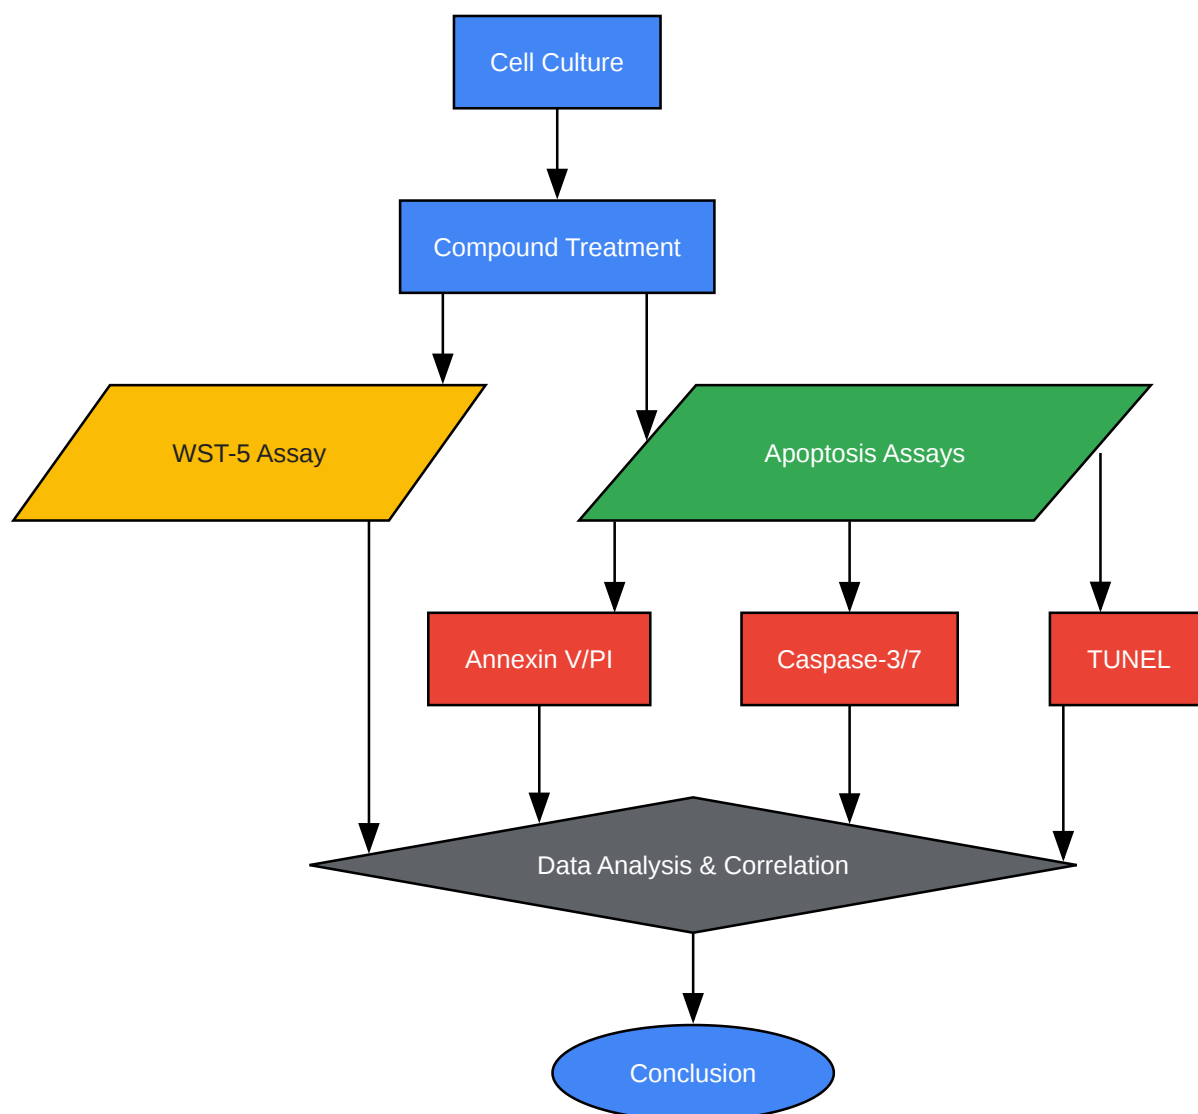 Cell Culture
Compound Treatment
WST-5 Assay
Apoptosis Assays
Annexin V/PI
Caspase-3/7
TUNEL
Data Analysis & Correlation
Conclusion